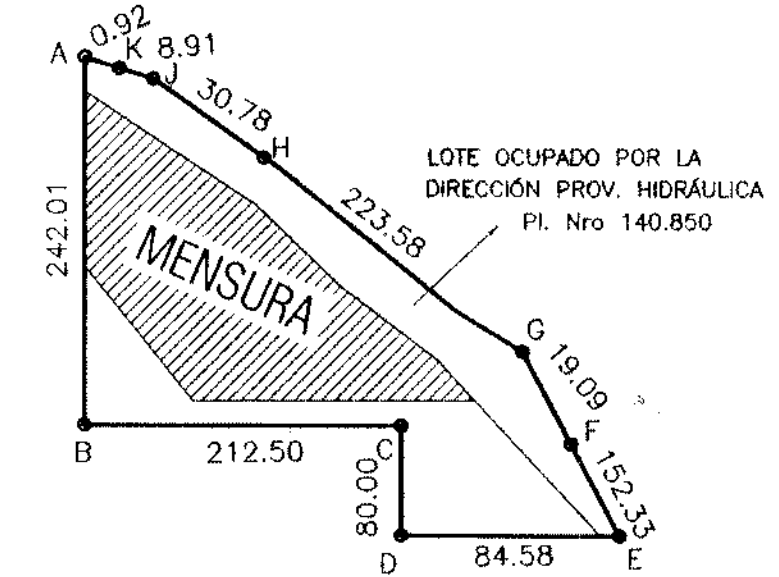 0.92
A
K
8.91
J
30.78
H
LOTE OCUPADO POR LA
DIRECCIÓN PROV. HIDRÁULICA
Pl. Nro 140.850
223.58
242.01
MENSURA
G
19.09
F
152.33
B
212.50
C
80.00
D
84.58
E